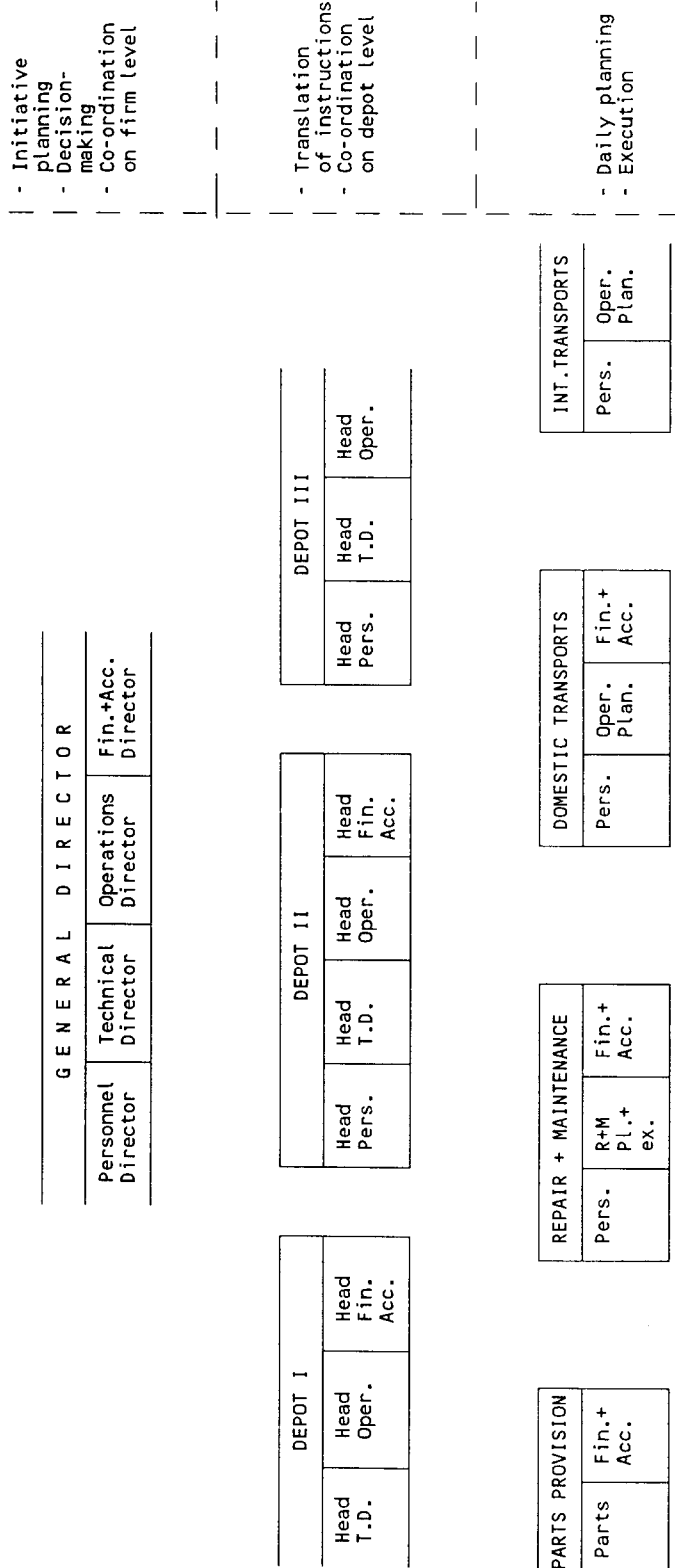 G E N E R A L   D I R E C T O R
Personnel
Director
Technical
Director
Operations
Director
Fin.+Acc.
Director
- Initiative
planning
- Decision-
making
- Co-ordination
on firm level
DEPOT I
Head
T.D.
Head
Oper.
Head
Fin.
Acc.
DEPOT II
Head
Pers.
Head
T.D.
Head
Oper.
Head
Fin.
Acc.
DEPOT III
Head
Pers.
Head
T.D.
Head
Oper.
- Translation
of instructions
- Co-ordination
on depot level
PARTS PROVISION
Parts
Fin.+
Acc.
REPAIR + MAINTENANCE
Pers.
R+M
Pl.+
ex.
Fin.+
Acc.
DOMESTIC TRANSPORTS
Pers.
Oper.
Plan.
Fin.+
Acc.
INT.TRANSPORTS
Pers.
Oper.
Plan.
- Daily planning
- Execution